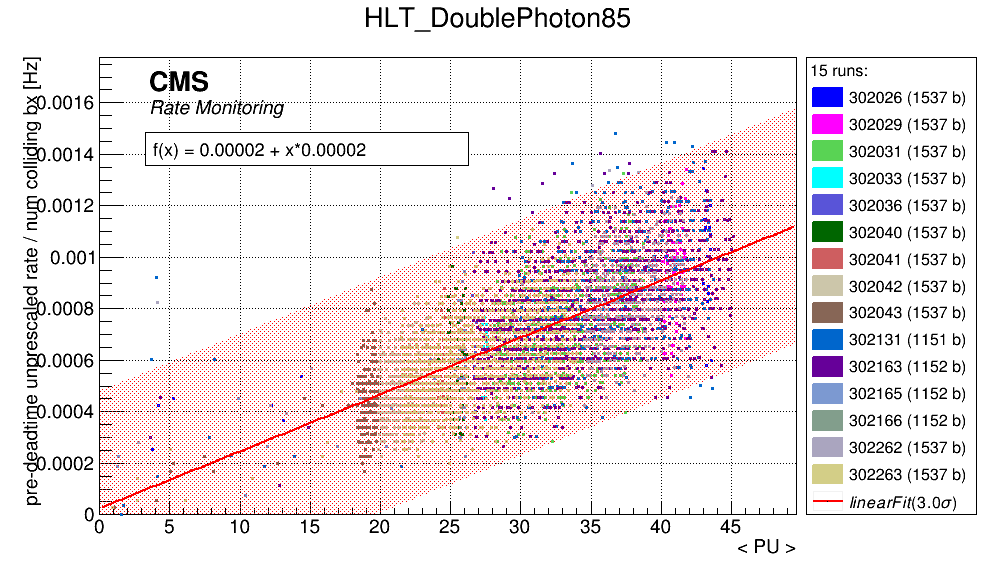 HLT_DoublePhoton85
pre-deadtime unprescaled rate / num colliding bx [Hz]
CMS
Rate Monitoring
f(x) = 0.00002 + x*0.00002
0.0016
0.0014
0.0012
0.001
0.0008
0.0006
0.0004
0.0002
0
0 5 10 15 20 25 30 35 40 45
< PU >
15 runs:
302026 (1537 b)
302029 (1537 b)
302031 (1537 b)
302033 (1537 b)
302036 (1537 b)
302040 (1537 b)
302041 (1537 b)
302042 (1537 b)
302043 (1537 b)
302131 (1151 b)
302163 (1152 b)
302165 (1152 b)
302166 (1152 b)
302262 (1537 b)
302263 (1537 b)
linearFit(3.0σ)